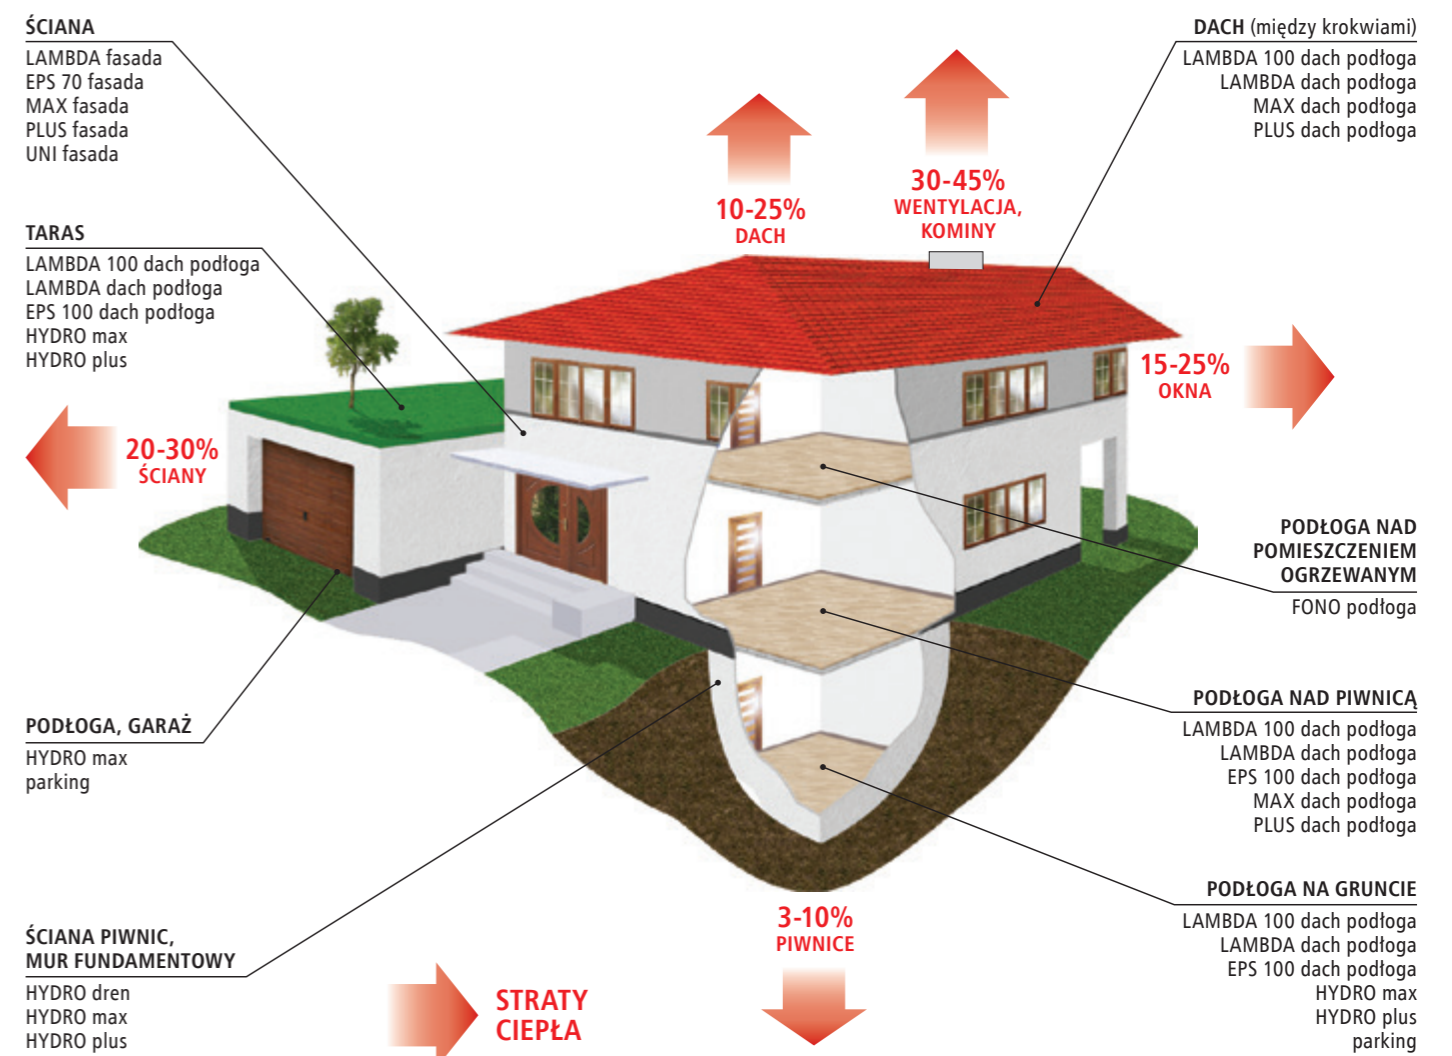 ŚCIANA
LAMBDA fasada
EPS 70 fasada
MAX fasada
PLUS fasada
UNI fasada
TARAS
LAMBDA 100 dach podłoga
LAMBDA dach podłoga
EPS 100 dach podłoga
HYDRO max
HYDRO plus
20-30%
ŚCIANY
PODŁOGA, GARAŻ
HYDRO max
parking
ŚCIANA PIWNIC,
MUR FUNDAMENTOWY
HYDRO dren
HYDRO max
HYDRO plus
10-25%
DACH
30-45%
WENTYLACJA,
KOMINY
15-25%
OKNA
3-10%
PIWNICE
STRATY
CIEPŁA
DACH (między krokwiami)
LAMBDA 100 dach podłoga
LAMBDA dach podłoga
MAX dach podłoga
PLUS dach podłoga
PODŁOGA NAD
POMIESZCZENIEM
OGRZEWANYM
FONO podłoga
PODŁOGA NAD PIWNICĄ
LAMBDA 100 dach podłoga
LAMBDA dach podłoga
EPS 100 dach podłoga
MAX dach podłoga
PLUS dach podłoga
PODŁOGA NA GRUNCIE
LAMBDA 100 dach podłoga
LAMBDA dach podłoga
EPS 100 dach podłoga
HYDRO max
HYDRO plus
parking